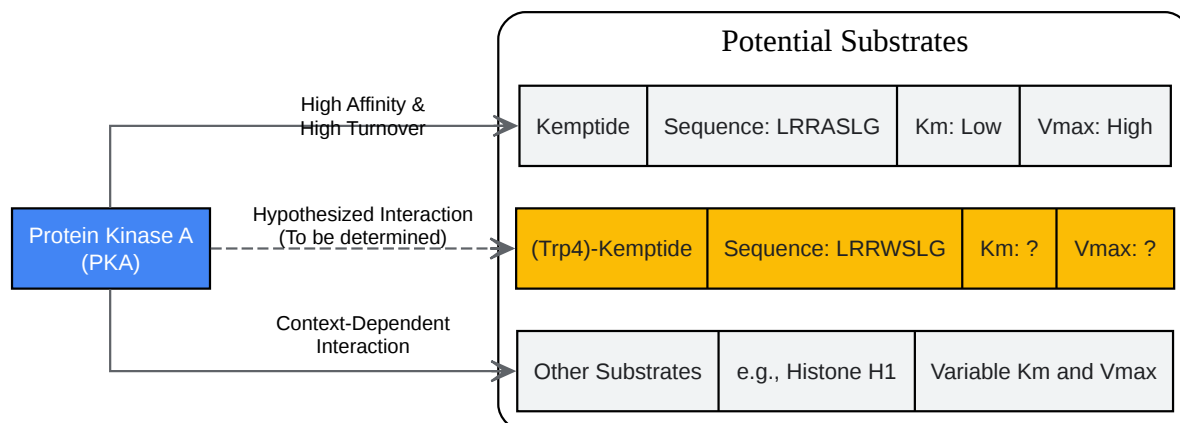 Potential Substrates
High Affinity &
High Turnover
Kemptide
Sequence: LRRASLG
Km: Low
Vmax: High
Protein Kinase A
(PKA)
Hypothesized Interaction
(To be determined)
(Trp4)-Kemptide
Sequence: LRRWSLG
Km: ?
Vmax: ?
Context-Dependent
Interaction
Other Substrates
e.g., Histone H1
Variable Km and Vmax